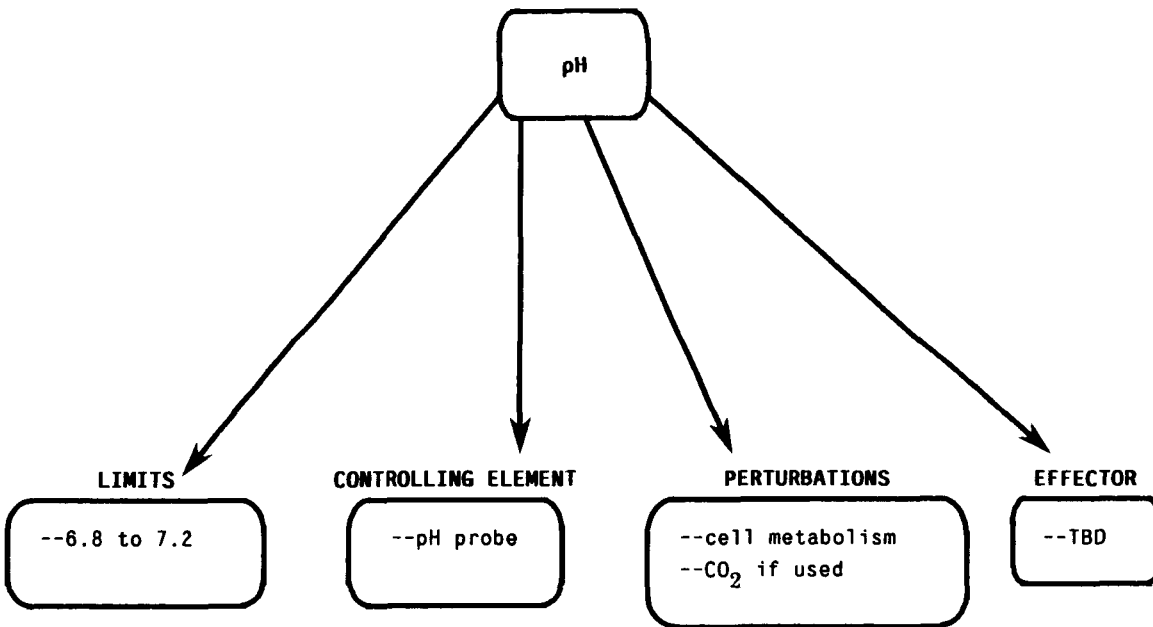 pH
LIMITS
--6.8 to 7.2
CONTROLLING ELEMENT
--pH probe
PERTURBATIONS
--cell metabolism
--CO2 if used
EFFECTOR
--TBD